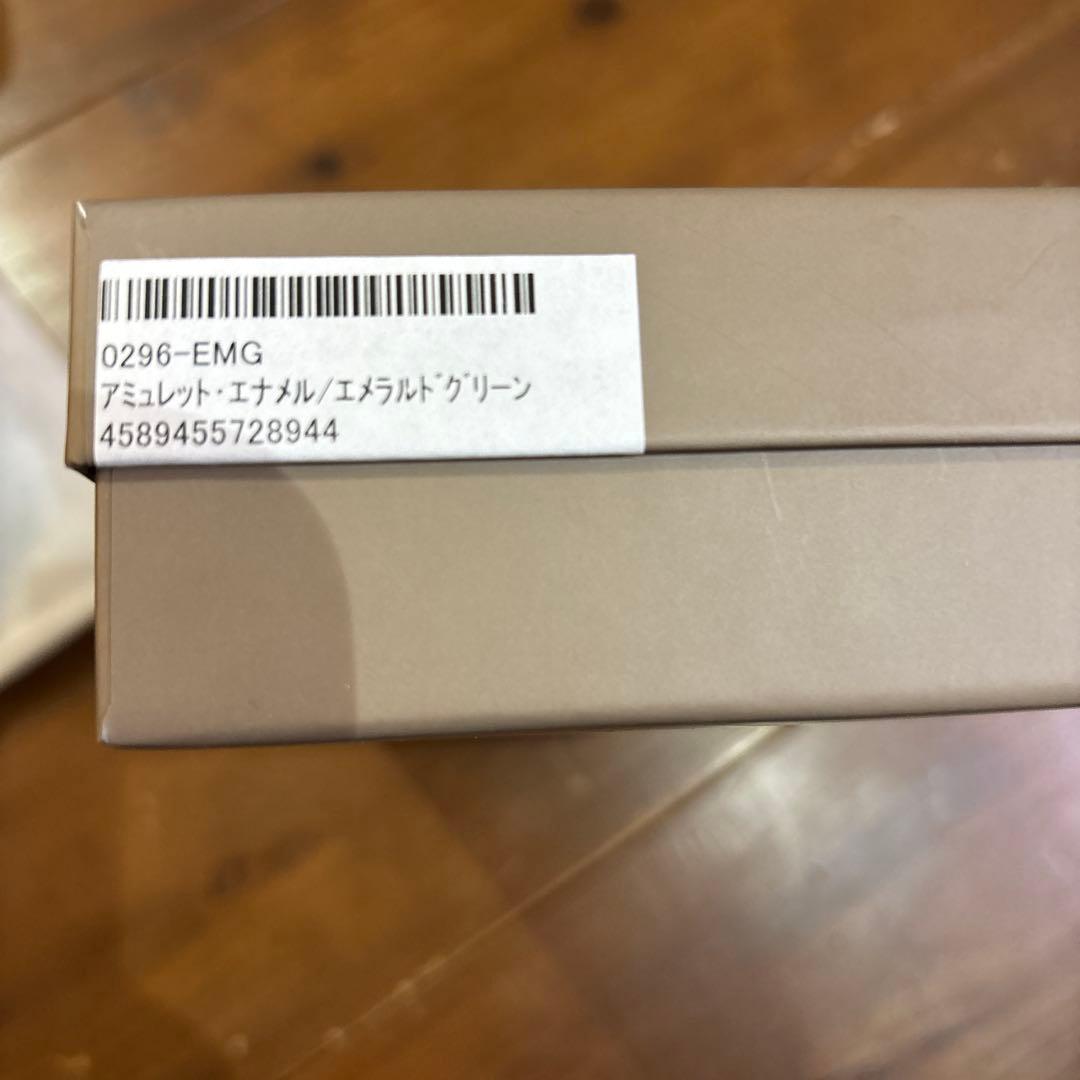 0296-EMG
ｱﾐｭﾚｯﾄ･ｴﾅﾒﾙ/ｴﾒﾗﾙﾄﾞｸﾞﾘｰﾝ
4589455728944